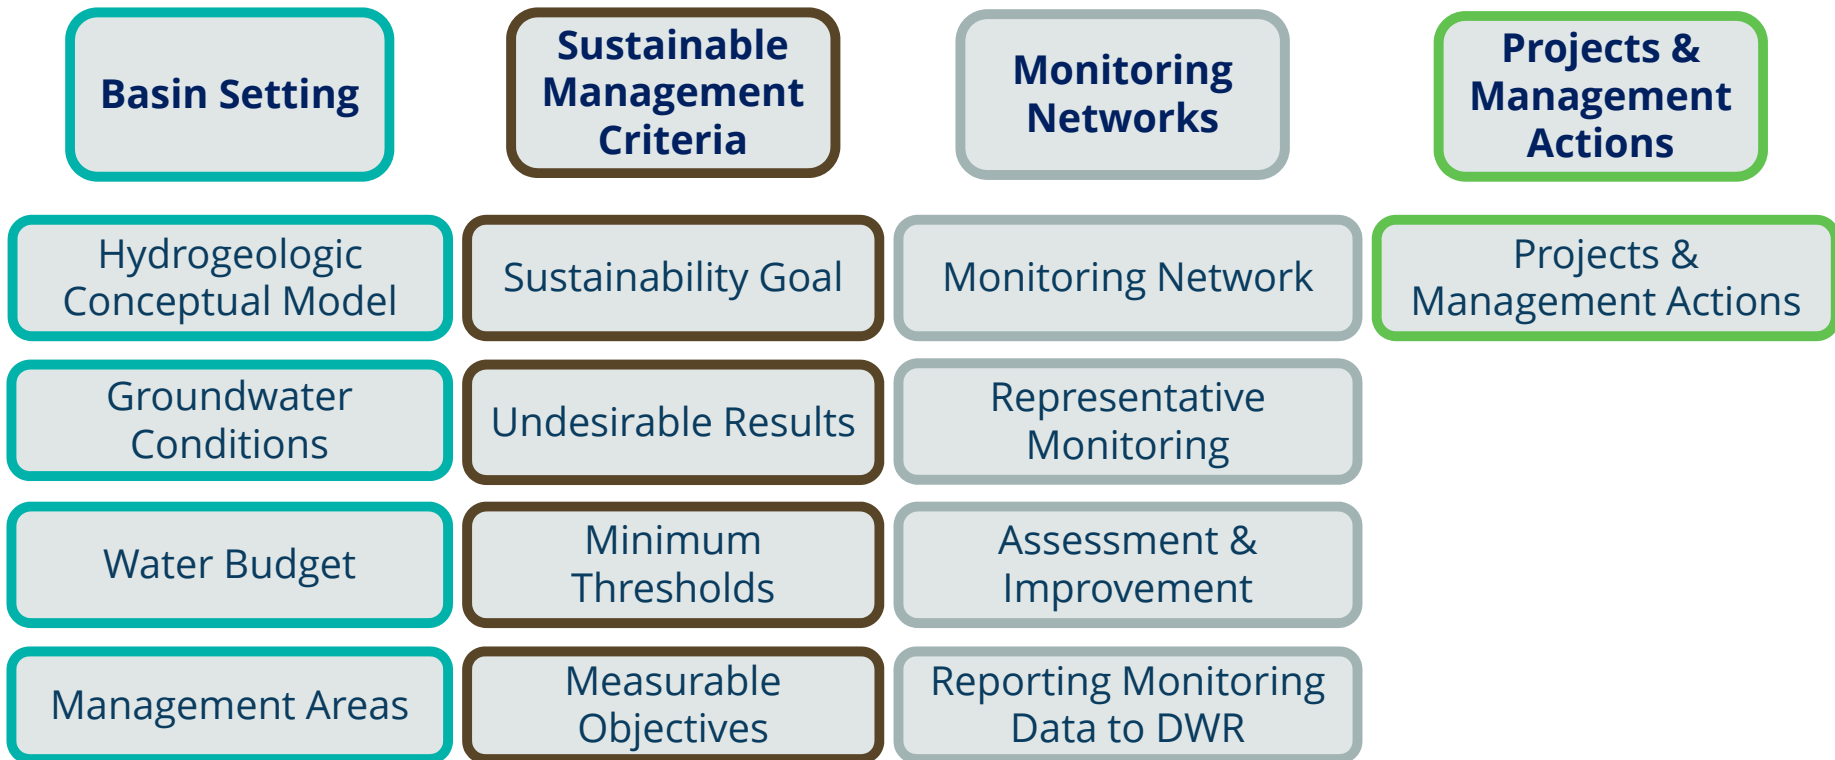 Basin Setting
Sustainable
Management
Criteria
Monitoring
Networks
Projects &
Management
Actions
Hydrogeologic
Conceptual Model
Sustainability Goal
Monitoring Network
Projects &
Management Actions
Groundwater
Conditions
Undesirable Results
Representative
Monitoring
Water Budget
Minimum
Thresholds
Assessment &
Improvement
Management Areas
Measurable
Objectives
Reporting Monitoring
Data to DWR